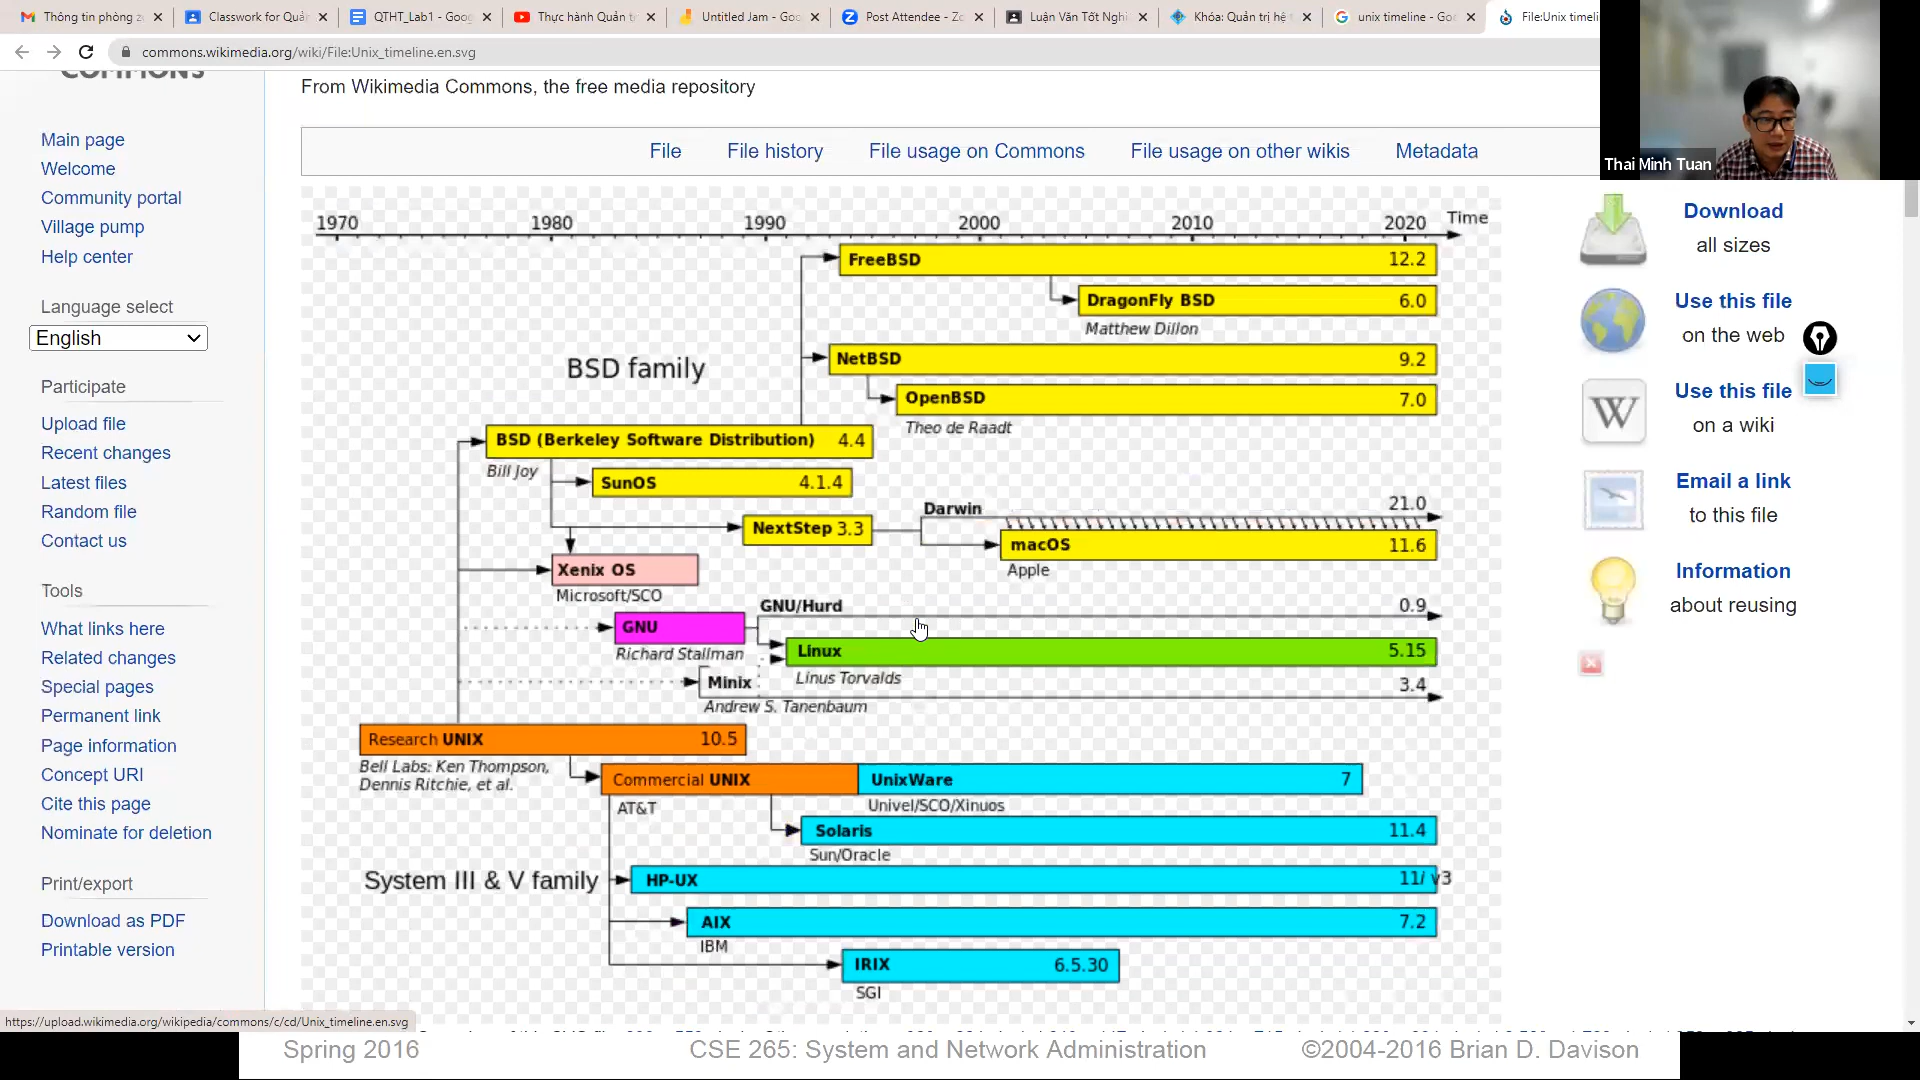 Thông tin phòng z
Classwork for Quả
QTHT_Lab1 - Goog
Thực hành Quản t
Untitled Jam - Goo
Post Attendee - Zo
Luận Văn Tốt Nghi
Khóa: Quản trị hệ
unix timeline - Goo
File:Unix timeli
commons.wikimedia.org/wiki/File:Unix_timeline.en.svg
COMMONS
From Wikimedia Commons, the free media repository
Main page
Welcome
Community portal
Village pump
Help center
Language select
English
Participate
Upload file
Recent changes
Latest files
Random file
Contact us
Tools
What links here
Related changes
Special pages
Permanent link
Page information
Concept URI
Cite this page
Nominate for deletion
Print/export
Download as PDF
Printable version
File File history File usage on Commons File usage on other wikis Metadata
1970 1980 1990 2000 2010 2020 Time
FreeBSD 12.2
DragonFly BSD 6.0
Matthew Dillon
BSD family
NetBSD 9.2
OpenBSD 7.0
Theo de Raadt
BSD (Berkeley Software Distribution) 4.4
Bill Joy
SunOS 4.1.4
Darwin 21.0
NextStep 3.3
macOS 11.6
Apple
Xenix OS
Microsoft/SCO
GNU/Hurd 0.9
GNU
Richard Stallman
Linux 5.15
Linus Torvalds
Minix 3.4
Andrew S. Tanenbaum
Research UNIX 10.5
Bell Labs: Ken Thompson,
Dennis Ritchie, et al.
Commercial UNIX
AT&T
UnixWare 7
Univel/SCO/Xinuos
Solaris 11.4
Sun/Oracle
System III & V family
HP-UX 11i v3
AIX 7.2
IBM
IRIX 6.5.30
SGI
Thai Minh Tuan
Download
all sizes
Use this file
on the web
W
Use this file
on a wiki
Email a link
to this file
Information
about reusing
https://upload.wikimedia.org/wikipedia/commons/c/cd/Unix_timeline.en.svg
Spring 2016
CSE 265: System and Network Administration
©2004-2016 Brian D. Davison